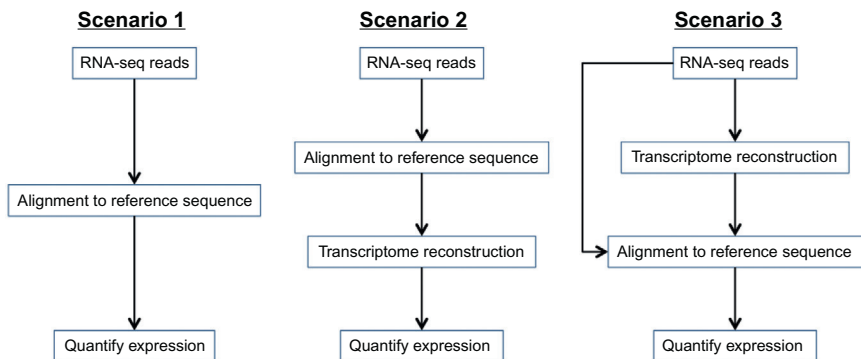 Scenario 1
RNA-seq reads
Alignment to reference sequence
Quantify expression
Scenario 2
RNA-seq reads
Alignment to reference sequence
Transcriptome reconstruction
Quantify expression
Scenario 3
RNA-seq reads
Transcriptome reconstruction
Alignment to reference sequence
Quantify expression